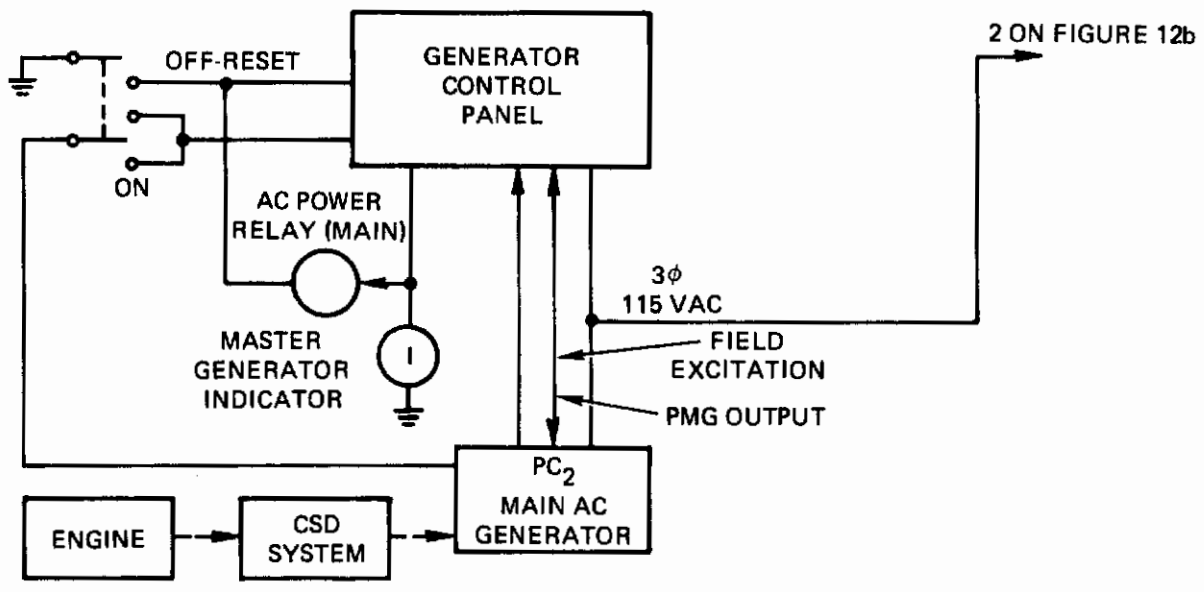 2 ON FIGURE 12b
OFF-RESET
GENERATOR
CONTROL
PANEL
ON
AC POWER
RELAY (MAIN)
3ϕ
115 VAC
MASTER
GENERATOR
INDICATOR
I
FIELD
EXCITATION
PMG OUTPUT
PC2
MAIN AC
GENERATOR
ENGINE
CSD
SYSTEM